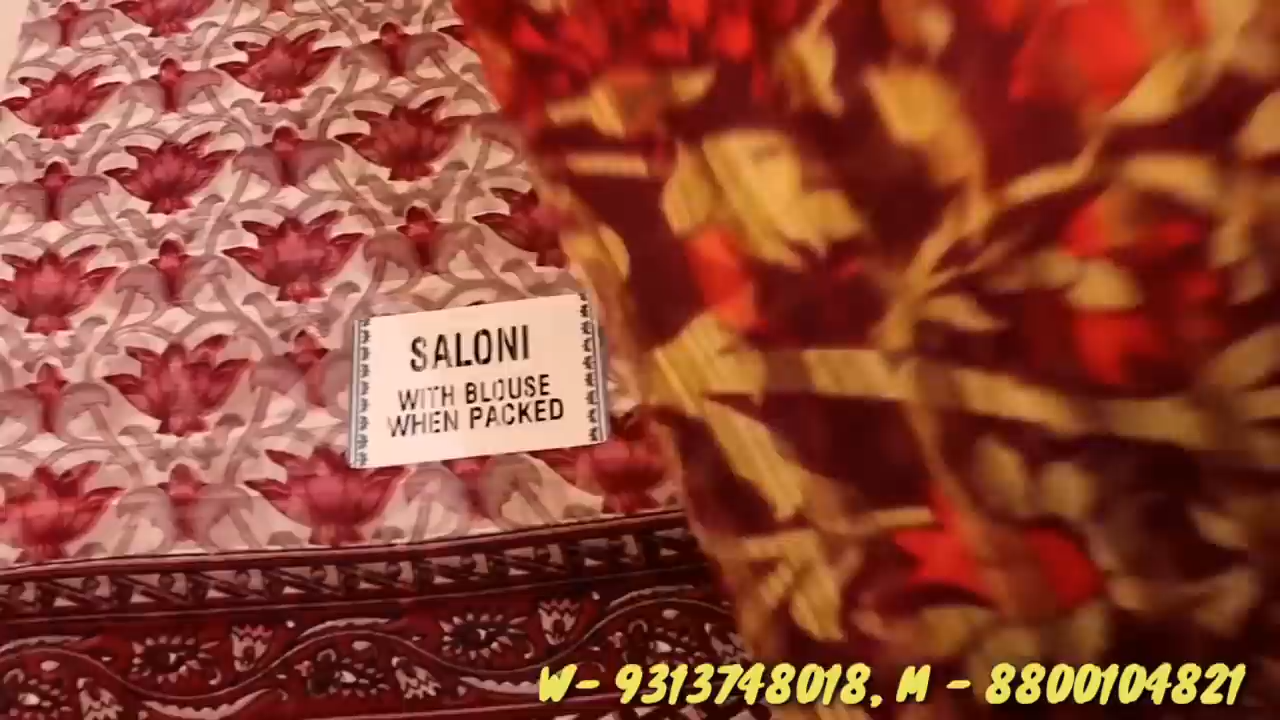 SALONI
WITH BLOUSE
WHEN PACKED
W- 9313748018, M - 8800104821